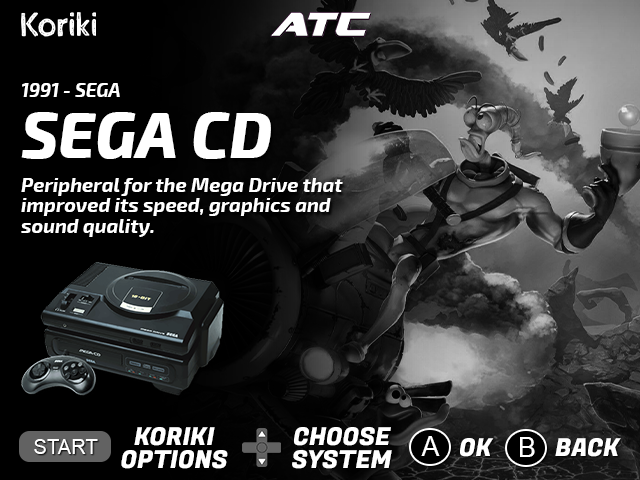 Koriki
ATC
1991 - SEGA
SEGA CD
Peripheral for the Mega Drive that
improved its speed, graphics and
sound quality.
16-BIT
SEGA
SEGA CD
START
KORIKI
OPTIONS
CHOOSE
SYSTEM
A OK
B BACK